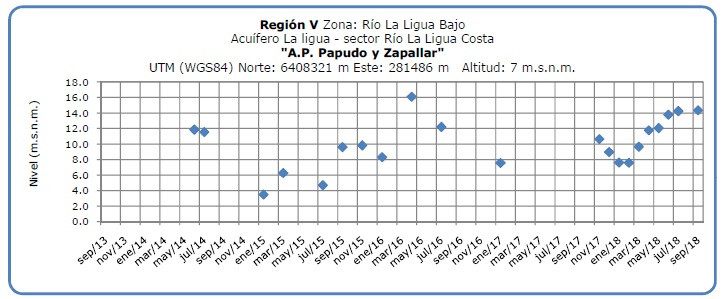 Región V Zona: Río La Ligua Bajo
Acuífero La ligua - sector Río La Ligua Costa
"A.P. Papudo y Zapallar"
UTM (WGS84) Norte: 6408321 m Este: 281486 m Altitud: 7 m.s.n.m.
Nivel (m.s.n.m.)
18.0
16.0
14.0
12.0
10.0
8.0
6.0
4.0
2.0
0.0
sep/13
nov/13
ene/14
mar/14
may/14
jul/14
sep/14
nov/14
ene/15
mar/15
may/15
jul/15
sep/15
nov/15
ene/16
mar/16
may/16
jul/16
sep/16
nov/16
ene/17
mar/17
may/17
jul/17
sep/17
nov/17
ene/18
mar/18
may/18
jul/18
sep/18